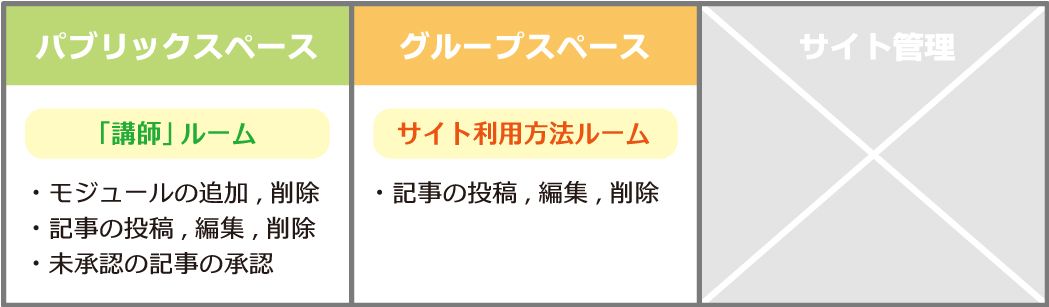 パブリックスペース
「講師」ルーム
・モジュールの追加 , 削除
・記事の投稿 , 編集 , 削除
・未承認の記事の承認
グループスペース
サイト利用方法ルーム
・記事の投稿 , 編集 , 削除
サイト管理